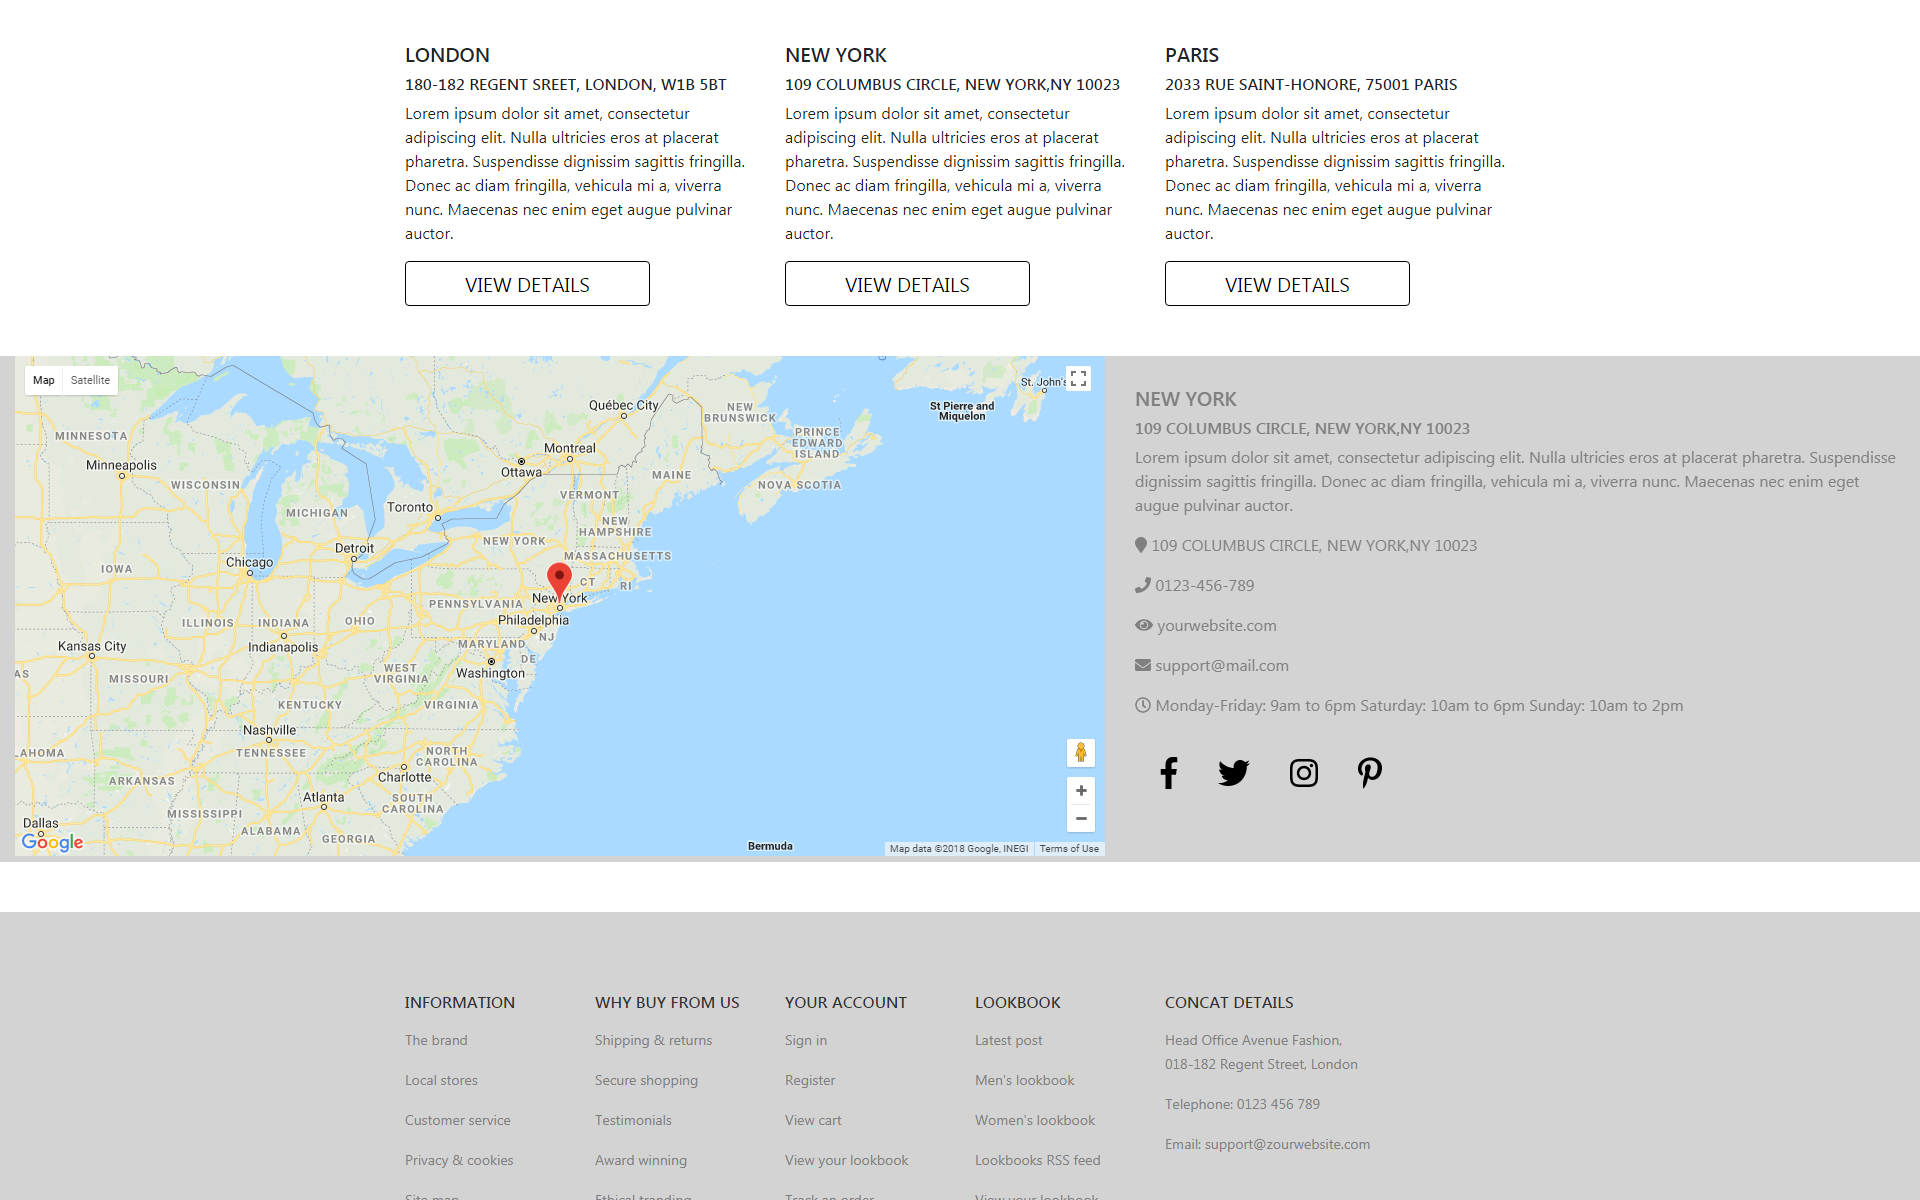 LONDON
180-182 REGENT SREET, LONDON, W1B 5BT
Lorem ipsum dolor sit amet, consectetur
adipiscing elit. Nulla ultricies eros at placerat
pharetra. Suspendisse dignissim sagittis fringilla.
Donec ac diam fringilla, vehicula mi a, viverra
nunc. Maecenas nec enim eget augue pulvinar
auctor.
VIEW DETAILS
NEW YORK
109 COLUMBUS CIRCLE, NEW YORK,NY 10023
Lorem ipsum dolor sit amet, consectetur
adipiscing elit. Nulla ultricies eros at placerat
pharetra. Suspendisse dignissim sagittis fringilla.
Donec ac diam fringilla, vehicula mi a, viverra
nunc. Maecenas nec enim eget augue pulvinar
auctor.
VIEW DETAILS
PARIS
2033 RUE SAINT-HONORE, 75001 PARIS
Lorem ipsum dolor sit amet, consectetur
adipiscing elit. Nulla ultricies eros at placerat
pharetra. Suspendisse dignissim sagittis fringilla.
Donec ac diam fringilla, vehicula mi a, viverra
nunc. Maecenas nec enim eget augue pulvinar
auctor.
VIEW DETAILS
Map Satellite
St. John's
Québec City
NEW
BRUNSWICK
St Pierre and
Miquelon
MINNESOTA
PRINCE
EDWARD
ISLAND
Montreal
Minneapolis
Ottawa
MAINE
WISCONSIN
NOVA SCOTIA
VERMONT
Toronto
MICHIGAN
NEW
HAMPSHIRE
NEW YORK
Detroit
MASSACHUSETTS
Chicago
IOWA
CT
RI
New York
PENNSYLVANIA
OHIO
ILLINOIS
INDIANA
Philadelphia
NJ
Kansas City
Indianapolis
MARYLAND
DE
WEST
VIRGINIA
Washington
AS
MISSOURI
KENTUCKY
VIRGINIA
Nashville
TENNESSEE
LAHOMA
NORTH
CAROLINA
ARKANSAS
Charlotte
Atlanta
SOUTH
CAROLINA
MISSISSIPPI
Dallas
ALABAMA
GEORGIA
Google
Bermuda
Map data ©2018 Google, INEGI Terms of Use
NEW YORK
109 COLUMBUS CIRCLE, NEW YORK,NY 10023
Lorem ipsum dolor sit amet, consectetur adipiscing elit. Nulla ultricies eros at placerat pharetra. Suspendisse
dignissim sagittis fringilla. Donec ac diam fringilla, vehicula mi a, viverra nunc. Maecenas nec enim eget
augue pulvinar auctor.
109 COLUMBUS CIRCLE, NEW YORK,NY 10023
0123-456-789
yourwebsite.com
support@mail.com
Monday-Friday: 9am to 6pm Saturday: 10am to 6pm Sunday: 10am to 2pm
INFORMATION
The brand
Local stores
Customer service
Privacy & cookies
Site map
WHY BUY FROM US
Shipping & returns
Secure shopping
Testimonials
Award winning
Ethical tranding
YOUR ACCOUNT
Sign in
Register
View cart
View your lookbook
Track an order
LOOKBOOK
Latest post
Men's lookbook
Women's lookbook
Lookbooks RSS feed
View your lookbook
CONCAT DETAILS
Head Office Avenue Fashion,
018-182 Regent Street, London
Telephone: 0123 456 789
Email: support@zourwebsite.com